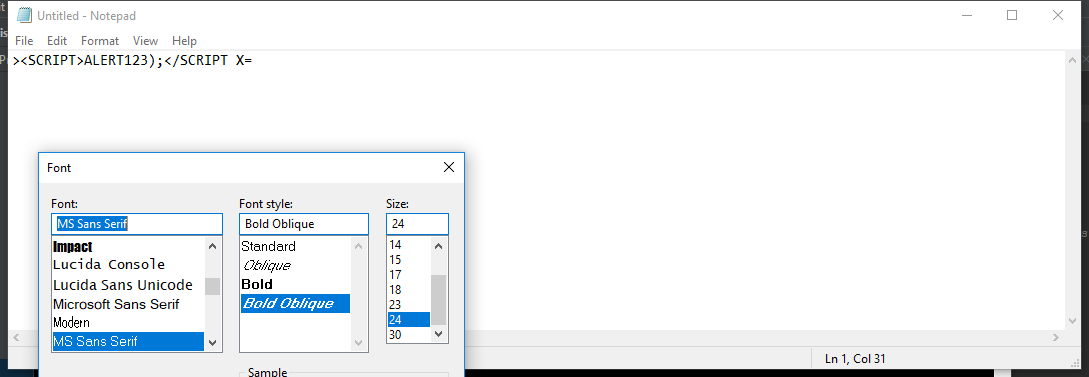 Untitled - Notepad
File Edit Format View Help
><SCRIPT>ALERT123);</SCRIPT X=
Font
Font: Font style: Size:
MS Sans Serif Bold Oblique 24
Impact Standard 14
Lucida Console Oblique 15
Lucida Sans Unicode Bold 17
Microsoft Sans Serif Bold Oblique 18
Modern 23
MS Sans Serif 24
30
Ln 1, Col 31
Sample